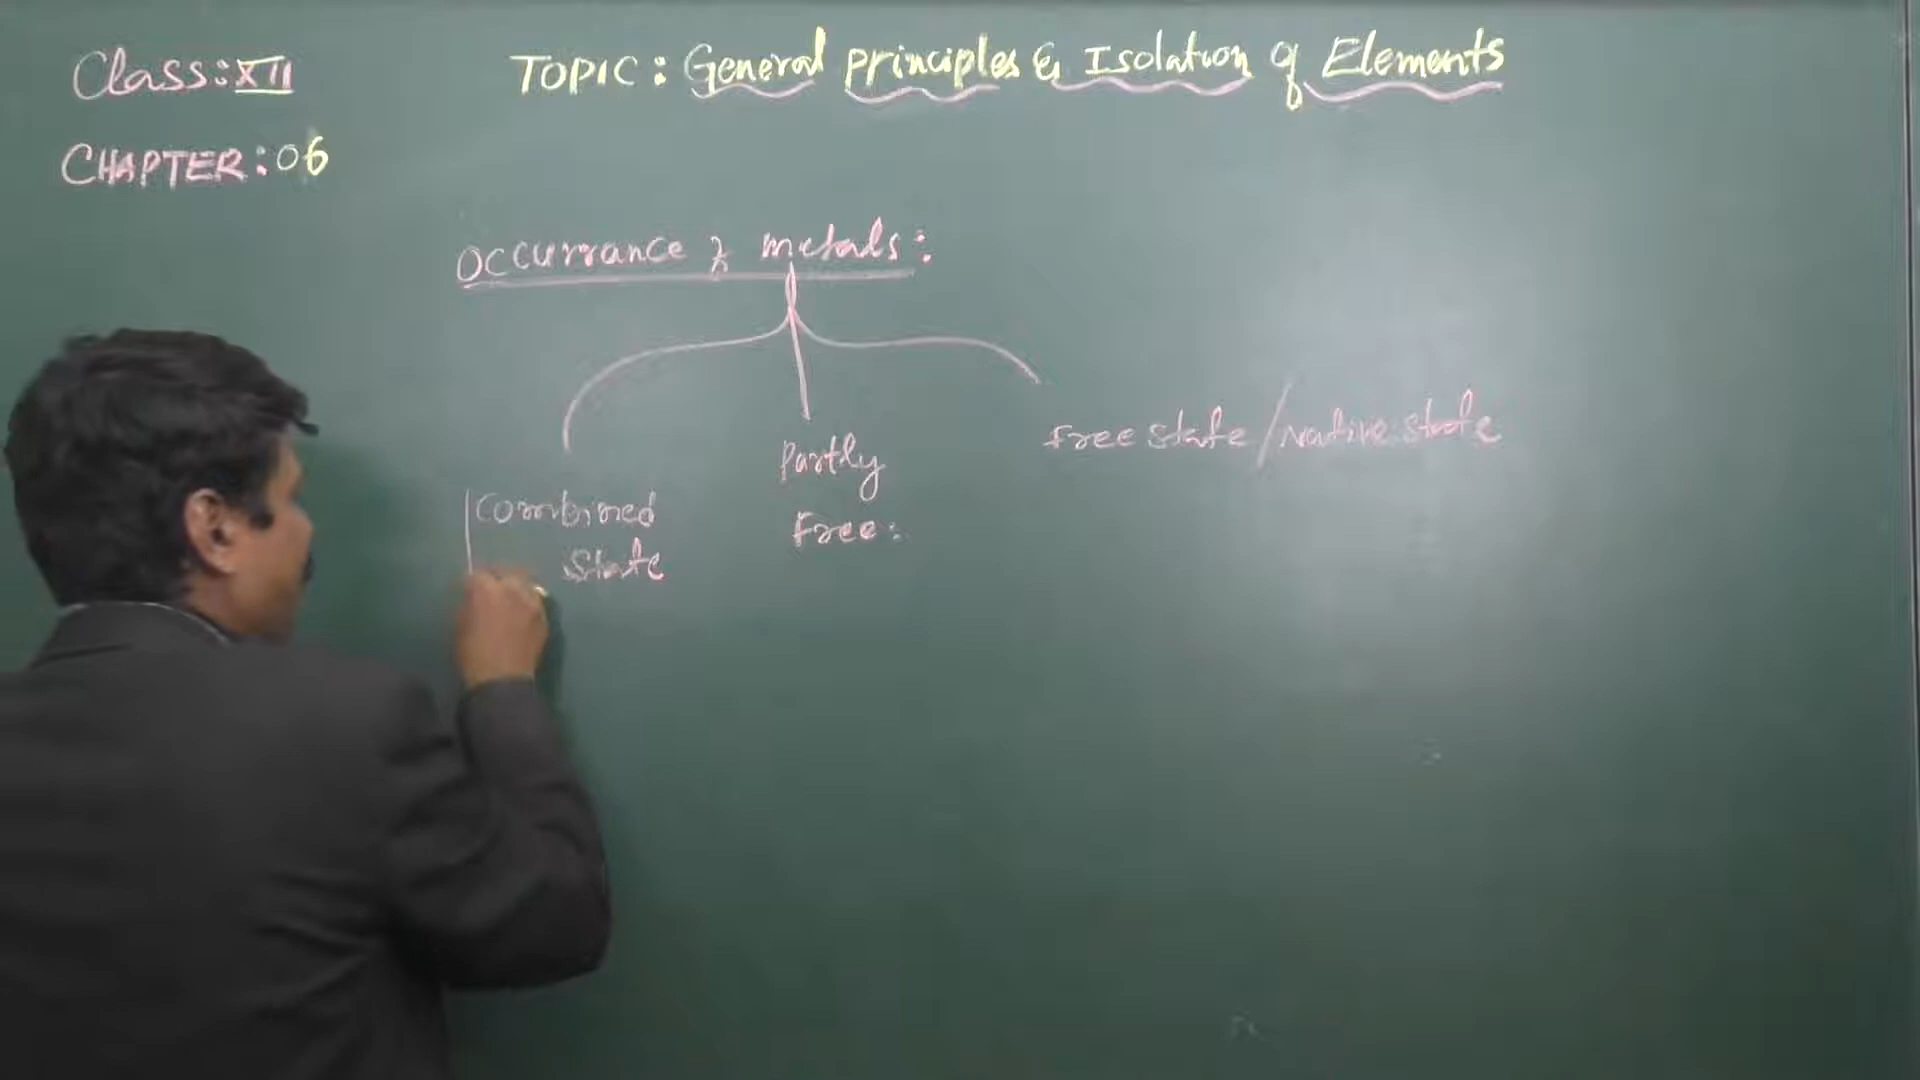 Class: XII
TOPIC: General principles & Isolation of Elements
CHAPTER: 06
Occurrance of metals:
Combined
State
Partly
Free:
Free state / Native state